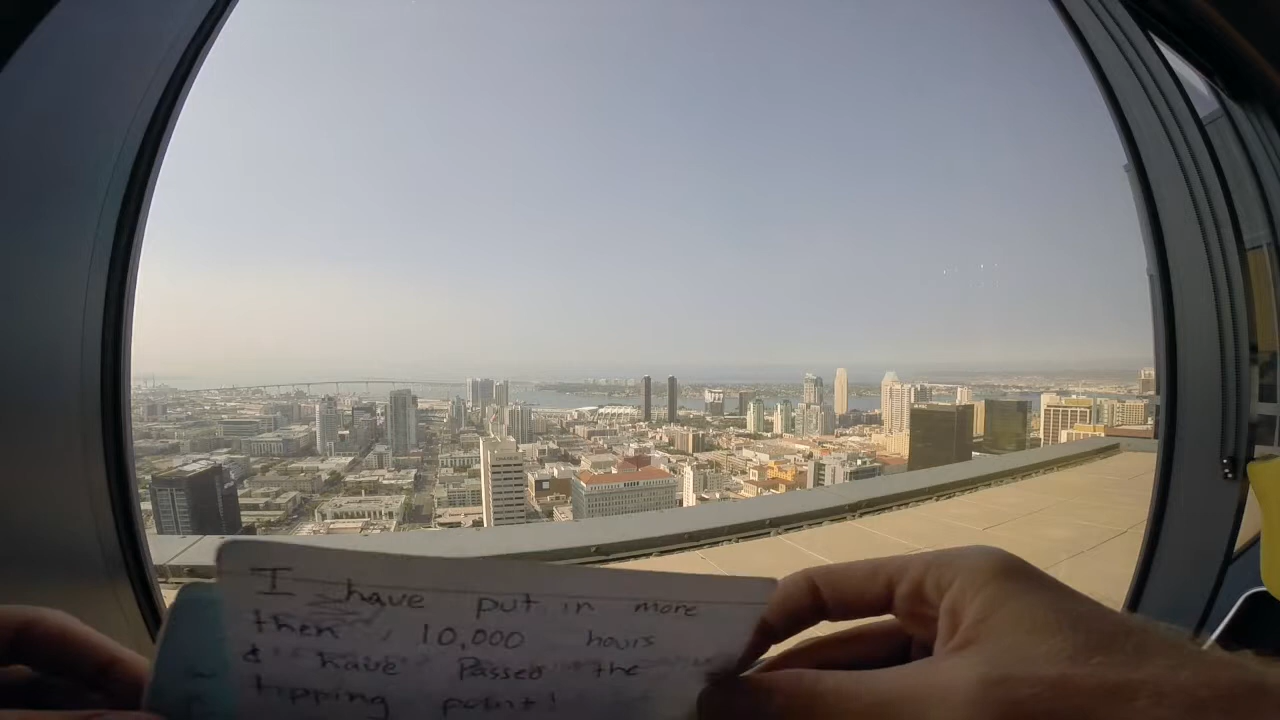 I have put in more
then 10,000 hours
& have Passed the
tipping point!